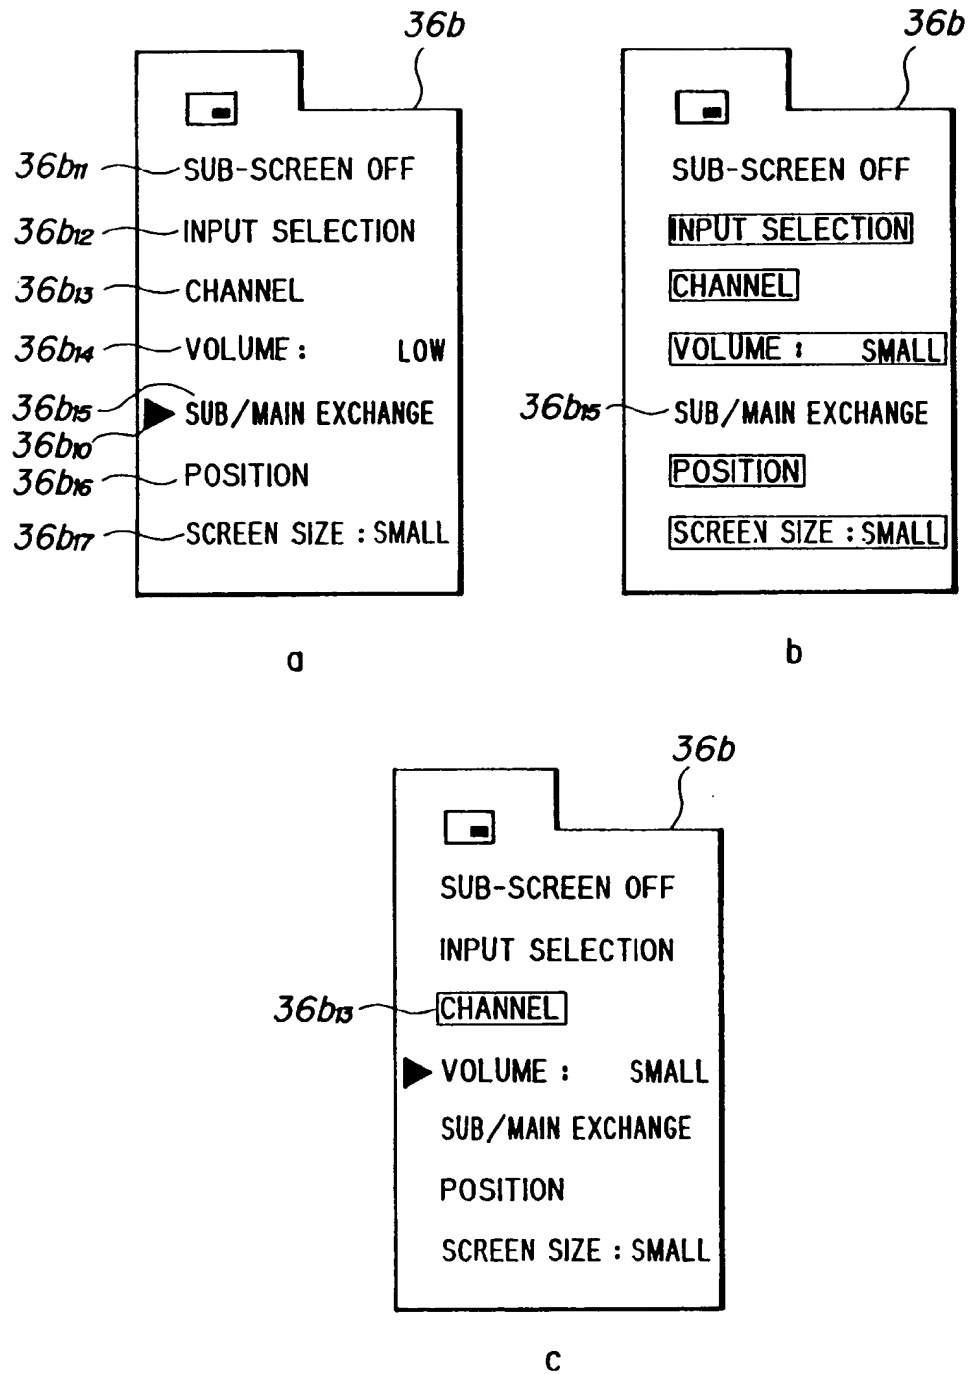 36b
36b11 SUB-SCREEN OFF
36b12 INPUT SELECTION
36b13 CHANNEL
36b14 VOLUME : LOW
36b15 SUB/MAIN EXCHANGE
36b10
36b16 POSITION
36b17 SCREEN SIZE : SMALL
a
36b
SUB-SCREEN OFF
INPUT SELECTION
CHANNEL
VOLUME : SMALL
36b15 SUB/MAIN EXCHANGE
POSITION
SCREEN SIZE : SMALL
b
36b
SUB-SCREEN OFF
INPUT SELECTION
36b13 CHANNEL
VOLUME : SMALL
SUB/MAIN EXCHANGE
POSITION
SCREEN SIZE : SMALL
c